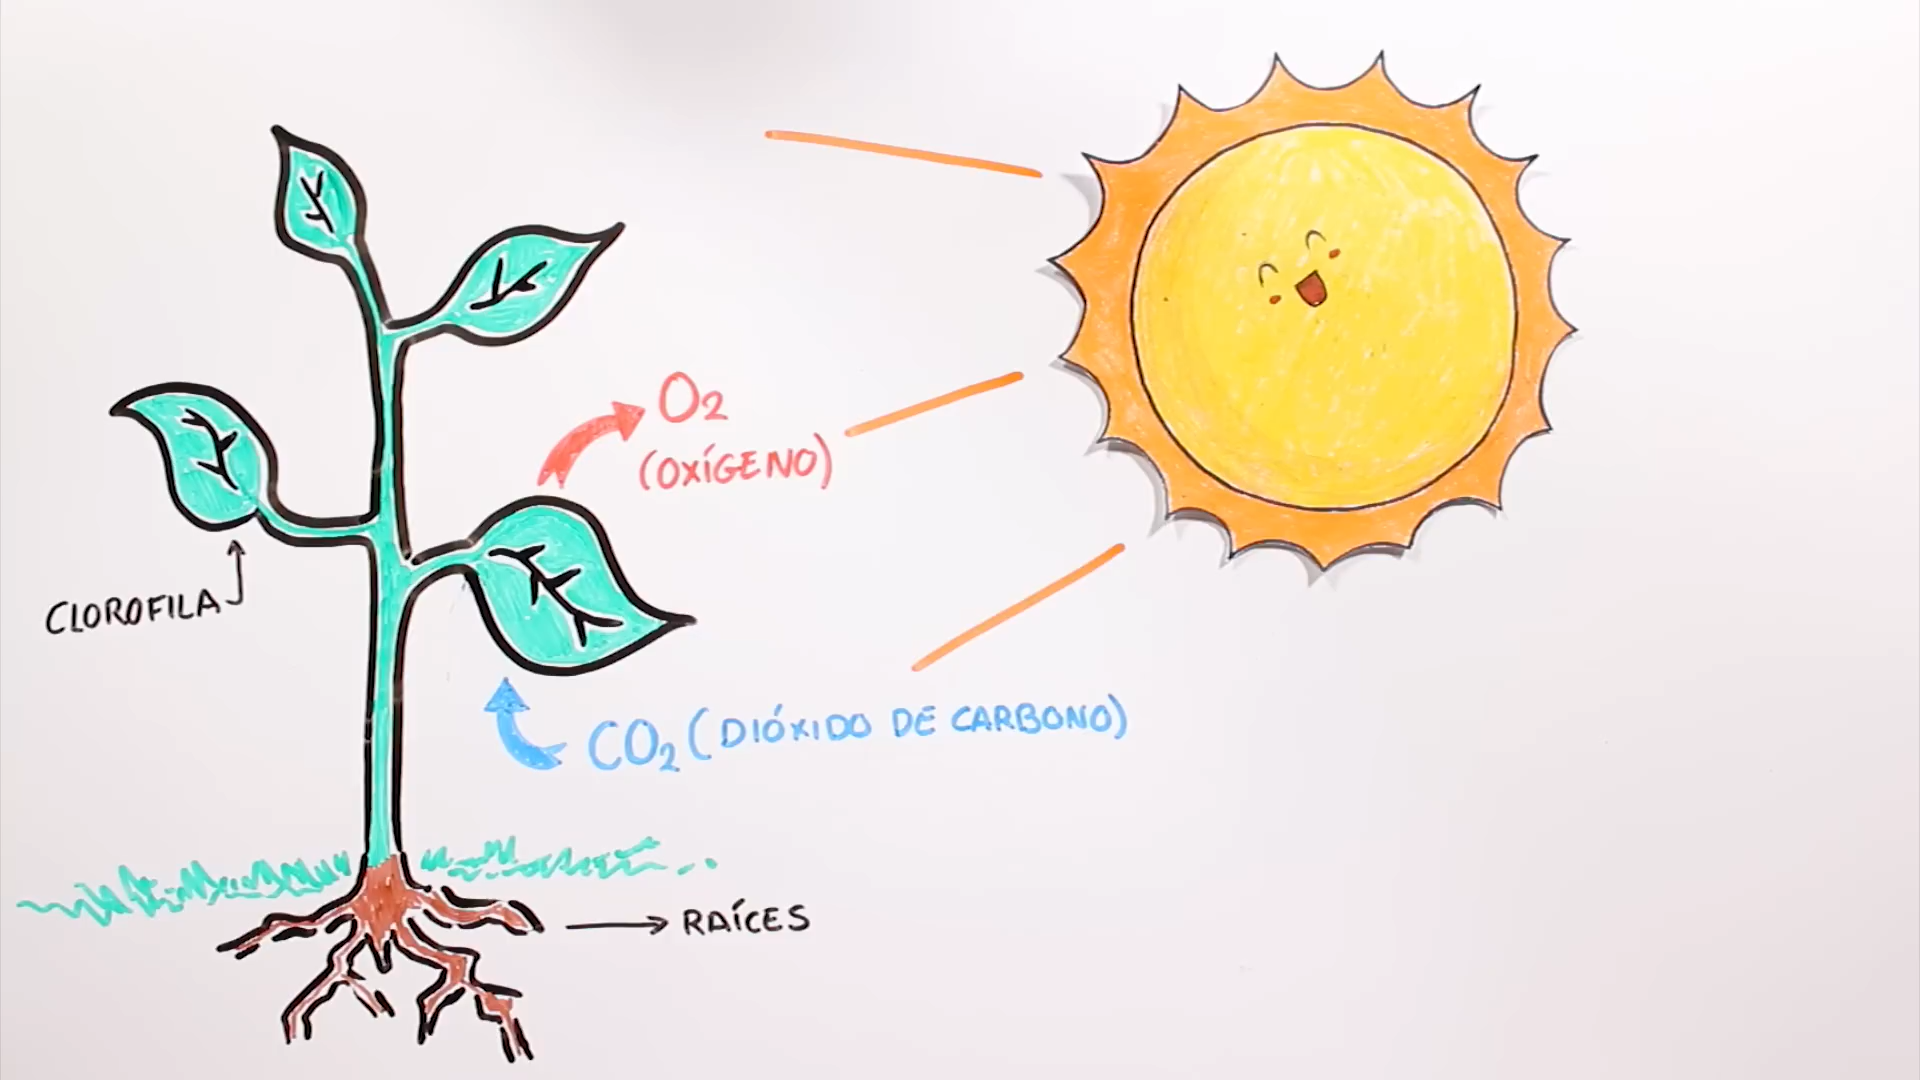 O₂
(OXÍGENO)
CLOROFILA
CO₂ (DIÓXIDO DE CARBONO)
RAÍCES